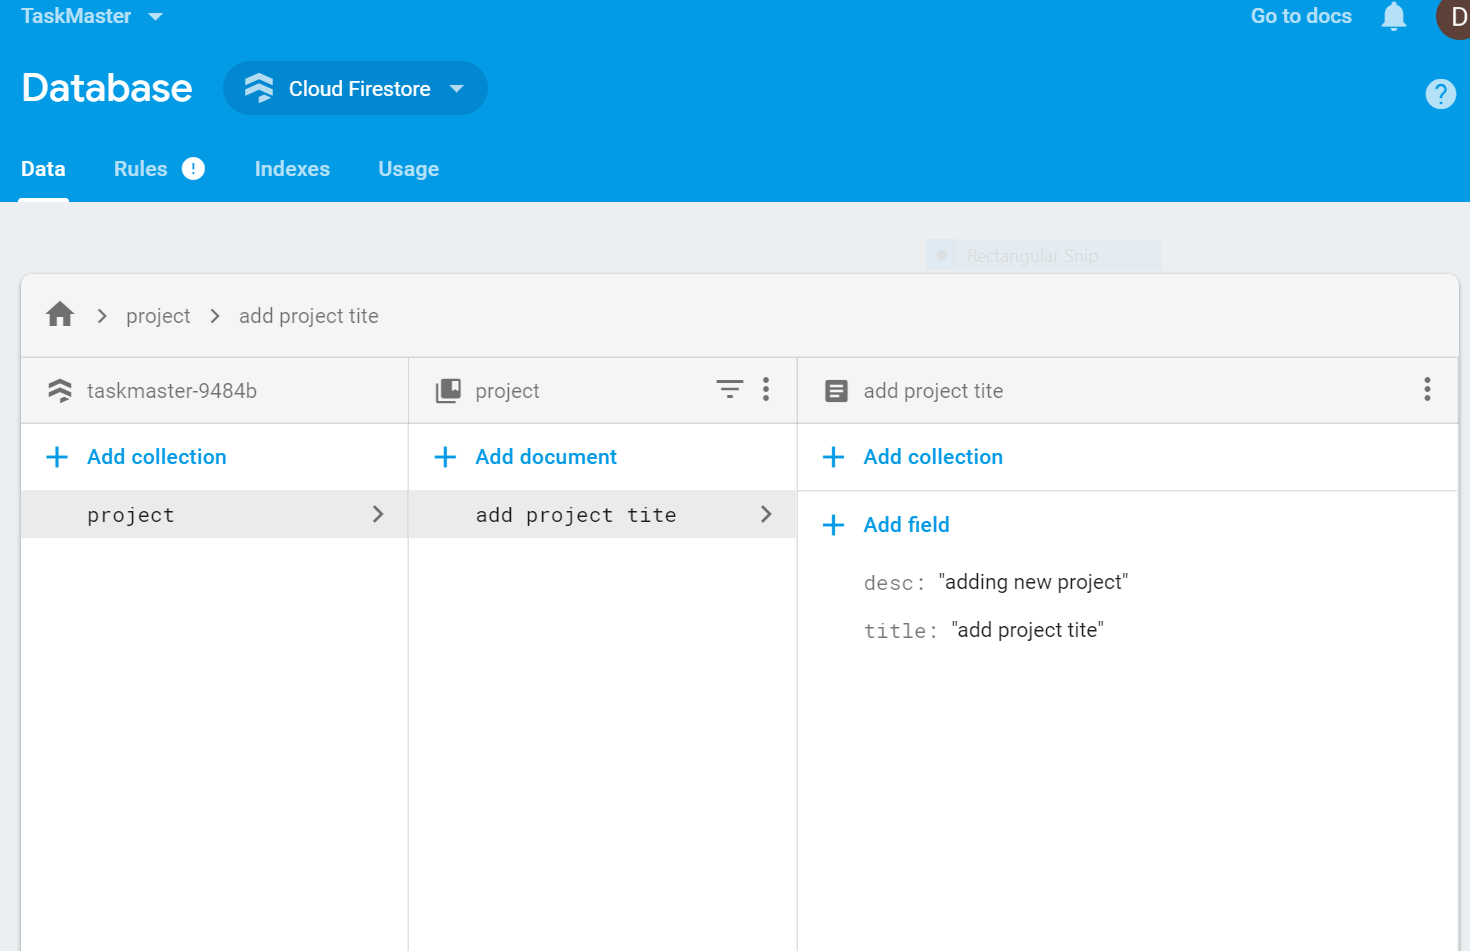 TaskMaster Go to docs D
Database Cloud Firestore ?
Data Rules ! Indexes Usage
Rectangular Snip
project add project tite
taskmaster-9484b project add project tite
Add collection Add document Add collection
project add project tite
Add field
desc: "adding new project"
title: "add project tite"